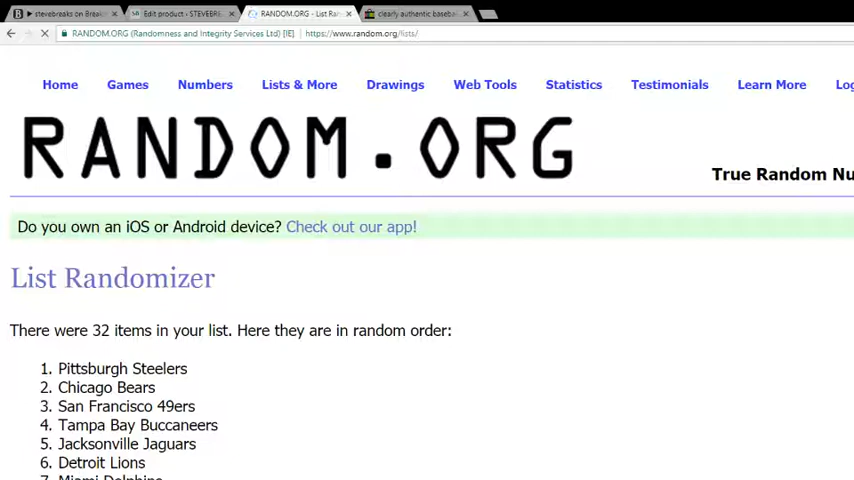 stevebreaks on Break
Edit product ‹ STEVEBRE
RANDOM.ORG - List Ran
clearly authentic baseball
RANDOM.ORG (Randomness and Integrity Services Ltd) [IE] https://www.random.org/lists/
Home Games Numbers Lists & More Drawings Web Tools Statistics Testimonials Learn More Log
RANDOM.ORG
True Random Nu
Do you own an iOS or Android device? Check out our app!
List Randomizer
There were 32 items in your list. Here they are in random order:
1. Pittsburgh Steelers
2. Chicago Bears
3. San Francisco 49ers
4. Tampa Bay Buccaneers
5. Jacksonville Jaguars
6. Detroit Lions
7. Miami Dolphins